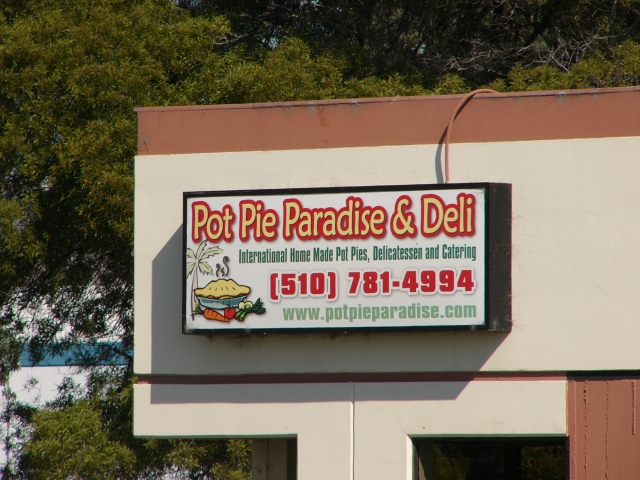 Pot Pie Paradise & Deli
International Home Made Pot Pies, Delicatessen and Catering
(510) 781-4994
www.potpieparadise.com